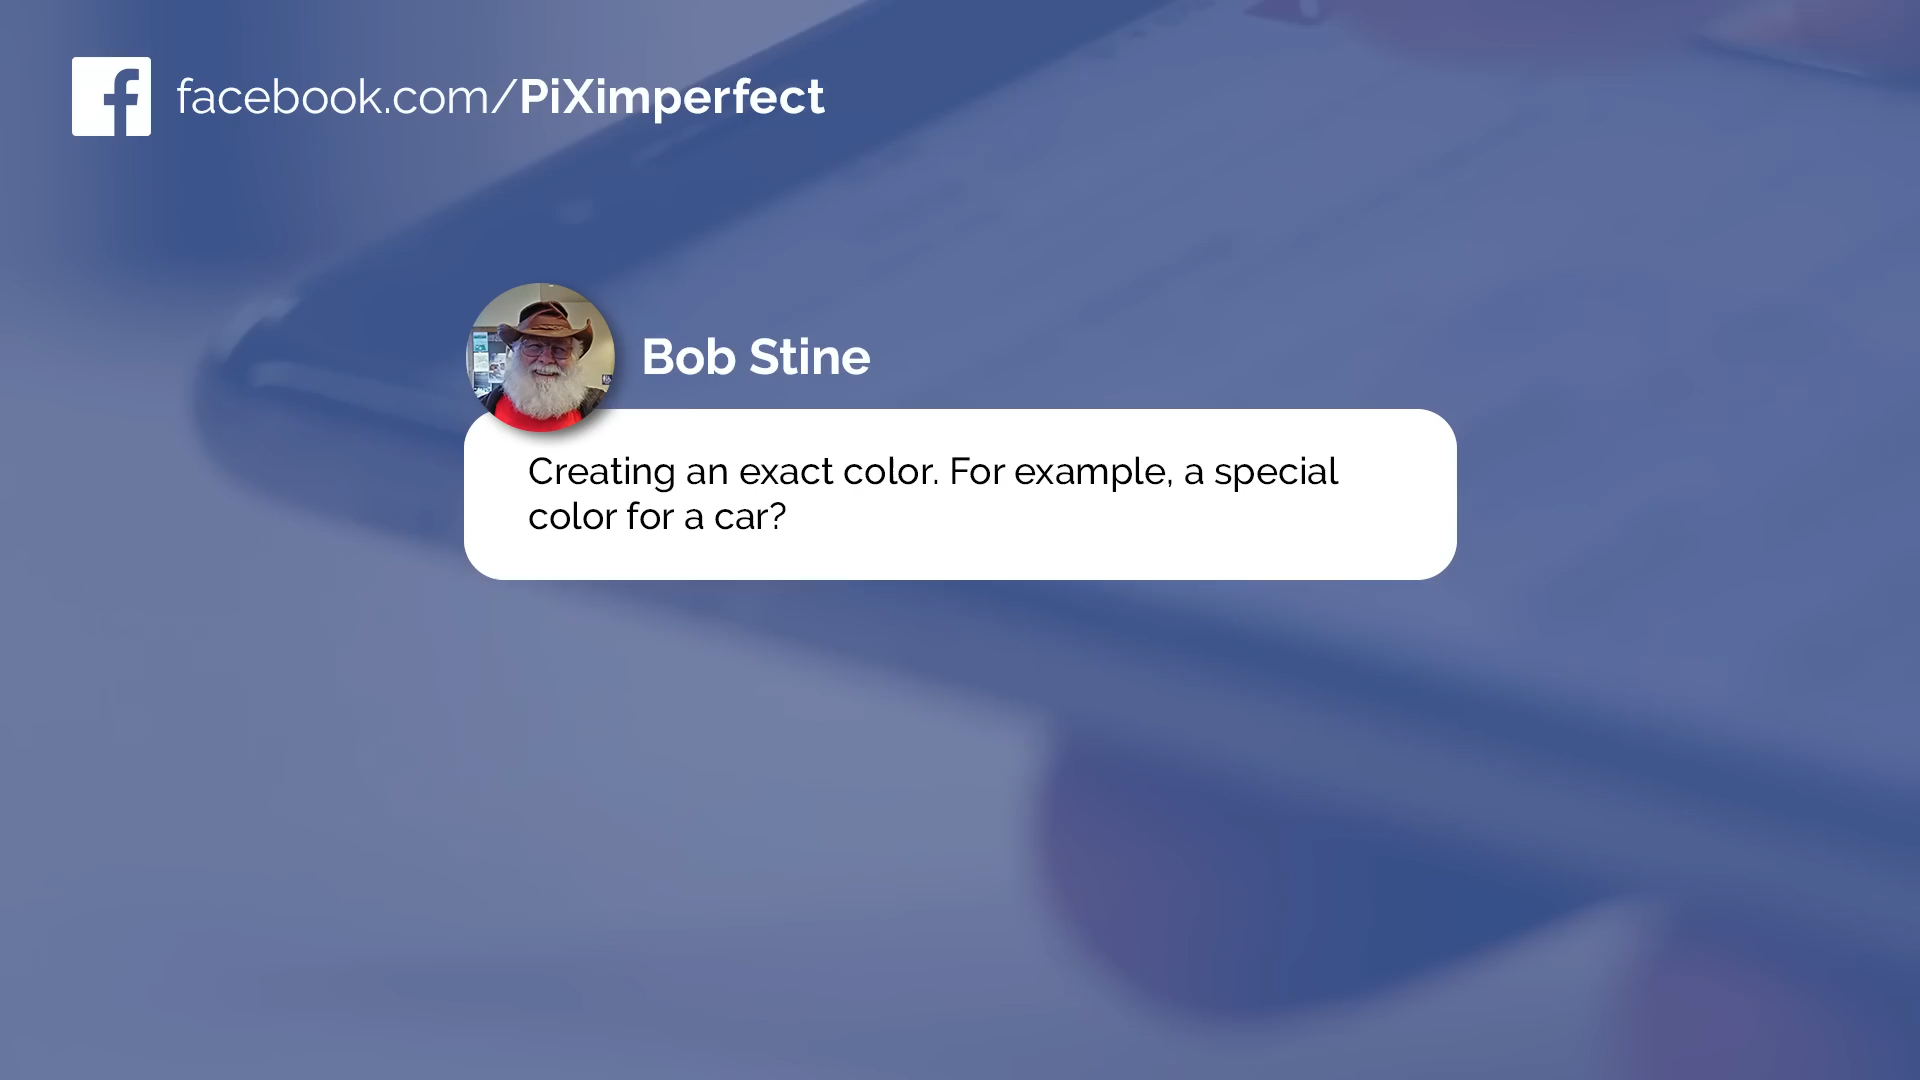 facebook.com/PiXimperfect
Bob Stine
Creating an exact color. For example, a special
color for a car?